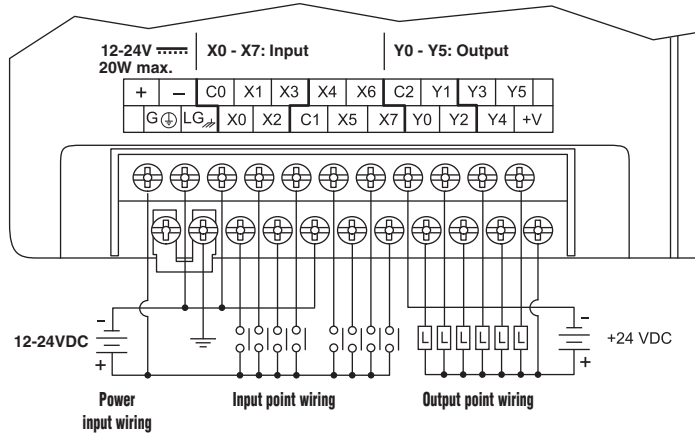 12-24V X0 - X7: Input Y0 - Y5: Output
20W max.
+ – C0 X1 X3 X4 X6 C2 Y1 Y3 Y5
G LG X0 X2 C1 X5 X7 Y0 Y2 Y4 +V
- -
12-24VDC L L L L L L +24 VDC
+ +
Power Input point wiring Output point wiring
input wiring